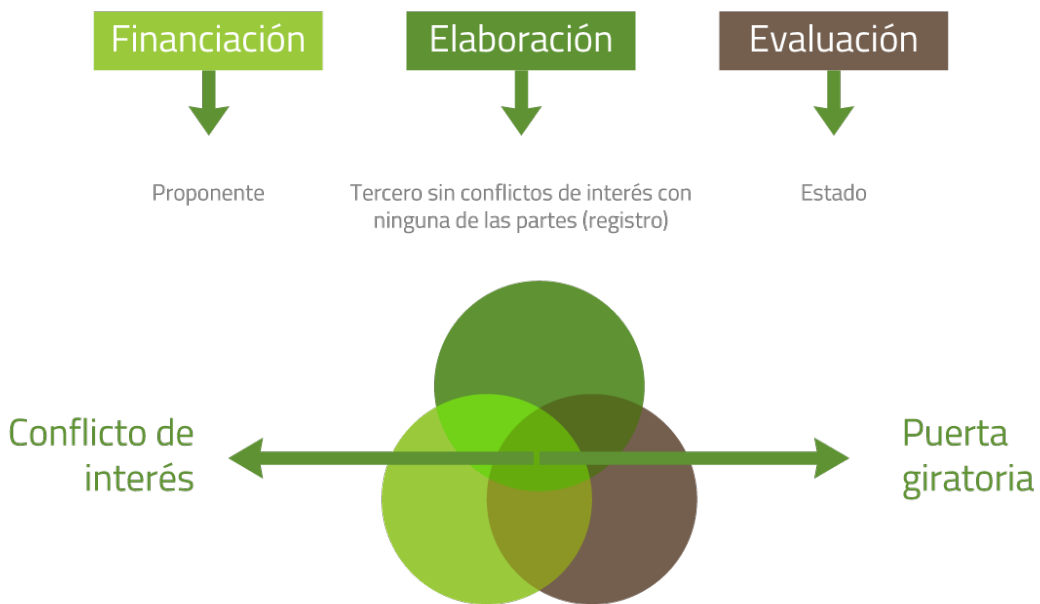 Financiación
Elaboración
Evaluación
Proponente
Tercero sin conflictos de interés con
ninguna de las partes (registro)
Estado
Conflicto de
interés
Puerta
giratoria